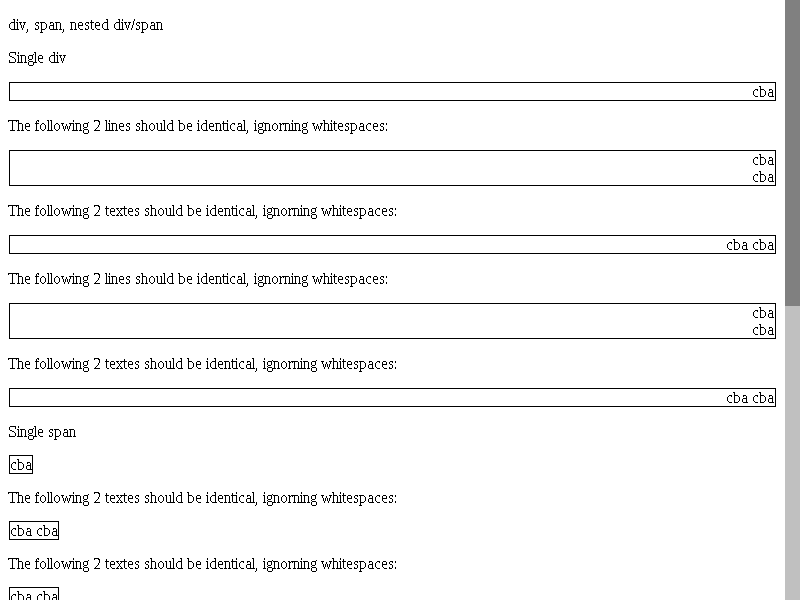 div, span, nested div/span
Single div
cba
The following 2 lines should be identical, ignorning whitespaces:
cba
cba
The following 2 textes should be identical, ignorning whitespaces:
cba cba
The following 2 lines should be identical, ignorning whitespaces:
cba
cba
The following 2 textes should be identical, ignorning whitespaces:
cba cba
Single span
cba
The following 2 textes should be identical, ignorning whitespaces:
cba cba
The following 2 textes should be identical, ignorning whitespaces:
cba cba